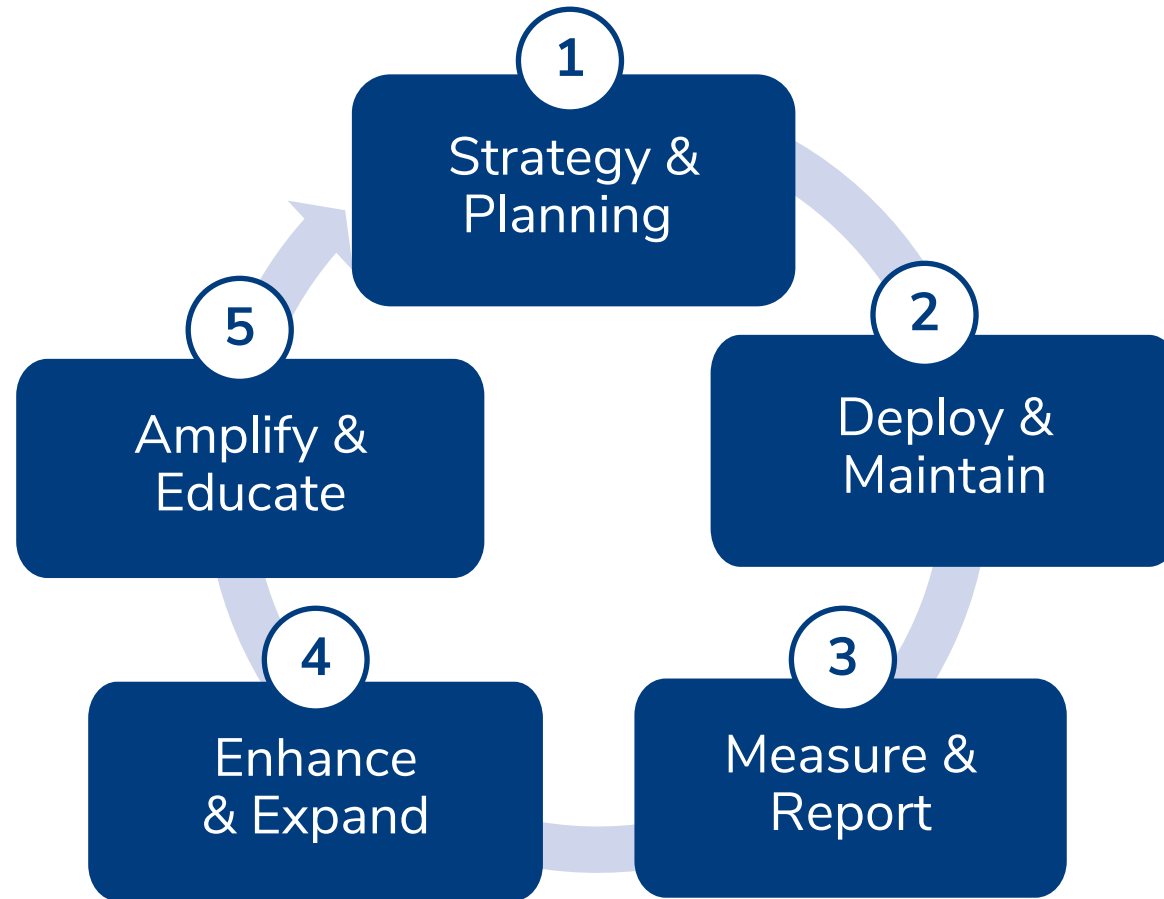 1
Strategy &
Planning
2
Deploy &
Maintain
3
Measure &
Report
4
Enhance
& Expand
5
Amplify &
Educate